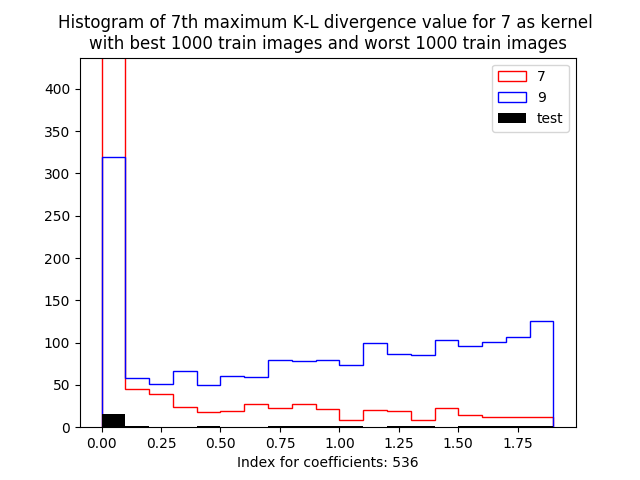 Histogram of 7th maximum K-L divergence value for 7 as kernel
with best 1000 train images and worst 1000 train images
7
9
test
400
350
300
250
200
150
100
50
0
0.00 0.25 0.50 0.75 1.00 1.25 1.50 1.75
Index for coefficients: 536